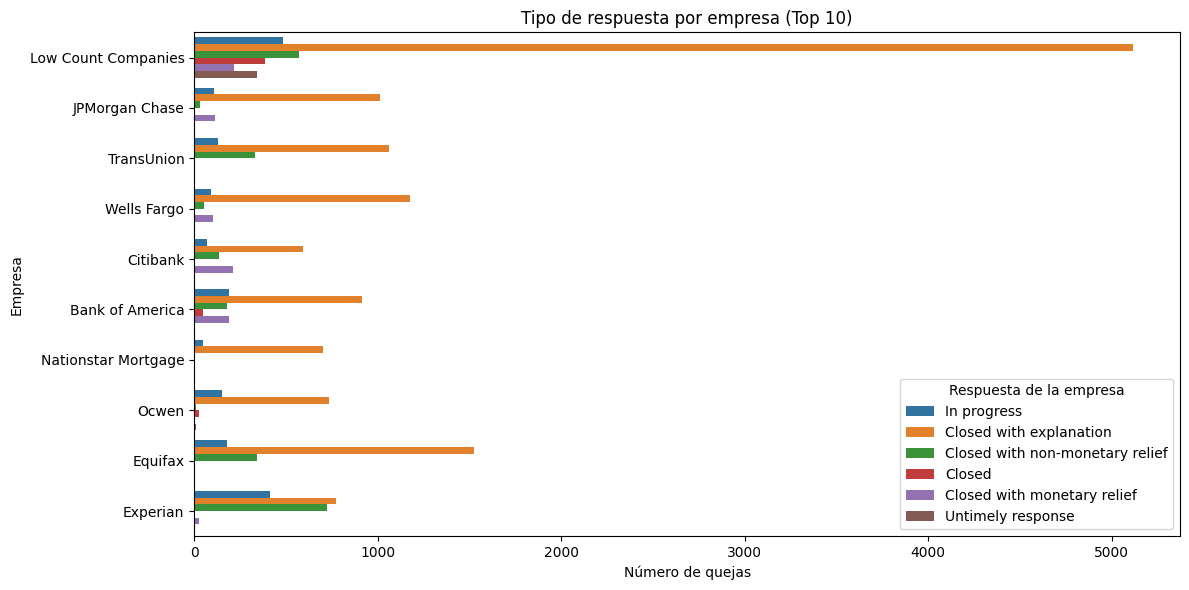 Tipo de respuesta por empresa (Top 10)
Empresa
Low Count Companies
JPMorgan Chase
TransUnion
Wells Fargo
Citibank
Bank of America
Nationstar Mortgage
Ocwen
Equifax
Experian
Respuesta de la empresa
In progress
Closed with explanation
Closed with non-monetary relief
Closed
Closed with monetary relief
Untimely response
0 1000 2000 3000 4000 5000
Número de quejas